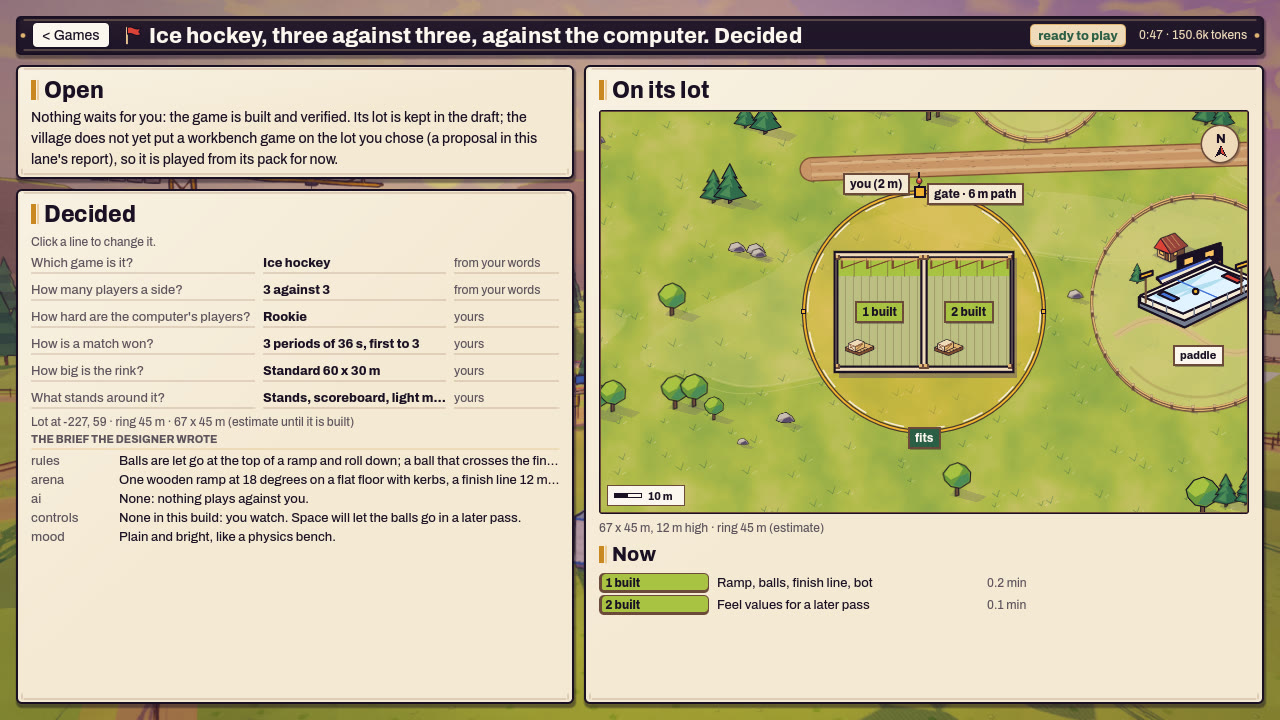 < Games
Ice hockey, three against three, against the computer. Decided
ready to play
0:47 · 150.6k tokens
Open
Nothing waits for you: the game is built and verified. Its lot is kept in the draft; the
village does not yet put a workbench game on the lot you chose (a proposal in this
lane's report), so it is played from its pack for now.
Decided
Click a line to change it.
Which game is it? Ice hockey from your words
How many players a side? 3 against 3 from your words
How hard are the computer's players? Rookie yours
How is a match won? 3 periods of 36 s, first to 3 yours
How big is the rink? Standard 60 x 30 m yours
What stands around it? Stands, scoreboard, light m... yours
Lot at -227, 59 · ring 45 m · 67 x 45 m (estimate until it is built)
THE BRIEF THE DESIGNER WROTE
rules Balls are let go at the top of a ramp and roll down; a ball that crosses the fin...
arena One wooden ramp at 18 degrees on a flat floor with kerbs, a finish line 12 m...
ai None: nothing plays against you.
controls None in this build: you watch. Space will let the balls go in a later pass.
mood Plain and bright, like a physics bench.
On its lot
N
you (2 m)
gate · 6 m path
1 built
2 built
paddle
fits
10 m
67 x 45 m, 12 m high · ring 45 m (estimate)
Now
1 built Ramp, balls, finish line, bot 0.2 min
2 built Feel values for a later pass 0.1 min